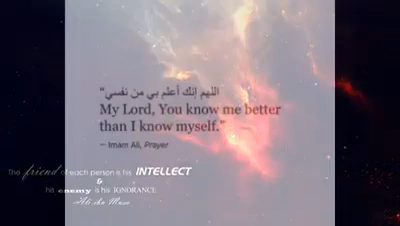 "اللهم إنك أعلم بي من نفسي
My Lord, You know me better
than I know myself."
— Imam Ali, Prayer
The friend of each person is his INTELLECT
&
his enemy is his IGNORANCE
-Ali ibn Musa